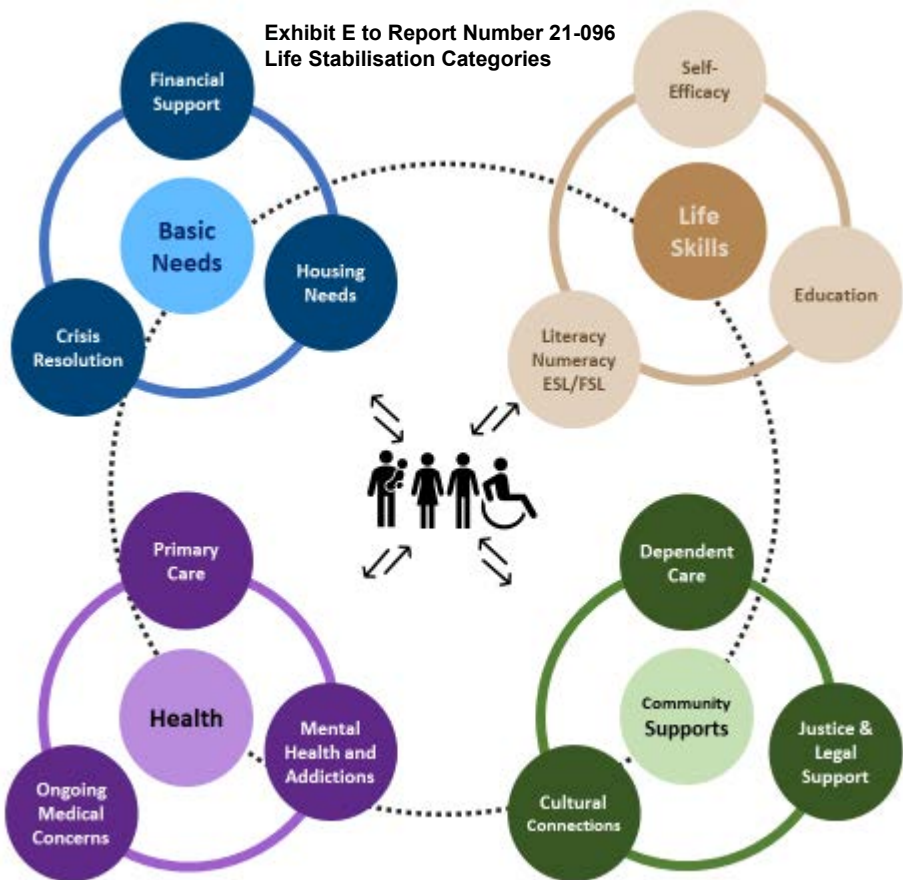 Exhibit E to Report Number 21-096
Life Stabilisation Categories
Financial
Support
Basic
Needs
Housing
Needs
Crisis
Resolution
Self-
Efficacy
Life
Skills
Education
Literacy
Numeracy
ESL/FSL
Primary
Care
Health
Mental
Health and
Addictions
Ongoing
Medical
Concerns
Dependent
Care
Community
Supports
Justice &
Legal
Support
Cultural
Connections